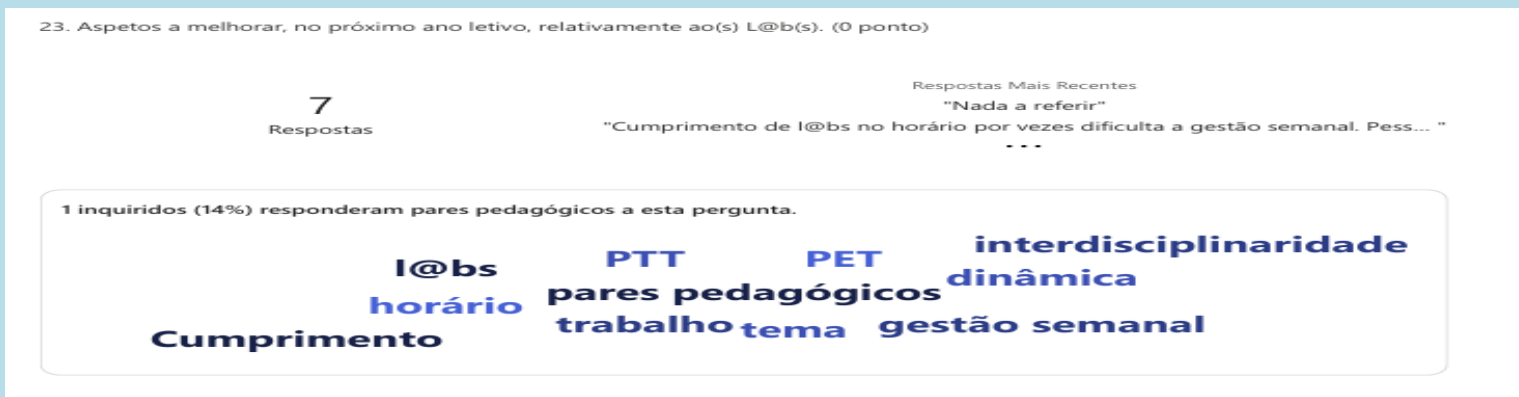 23. Aspetos a melhorar, no próximo ano letivo, relativamente ao(s) L@b(s). (0 ponto)
7
Respostas
Respostas Mais Recentes
"Nada a referir"
"Cumprimento de l@bs no horário por vezes dificulta a gestão semanal. Pess... "
...
1 inquiridos (14%) responderam pares pedagógicos a esta pergunta.
interdisciplinaridade
l@bs PTT PET dinâmica
horário pares pedagógicos
Cumprimento trabalho tema gestão semanal